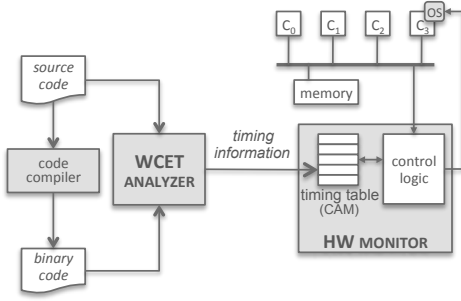 OS
C0 C1 C2 C3
source
code
memory
code
compiler
WCET
ANALYZER
timing
information
control
logic
timing table
(CAM)
HW MONITOR
binary
code